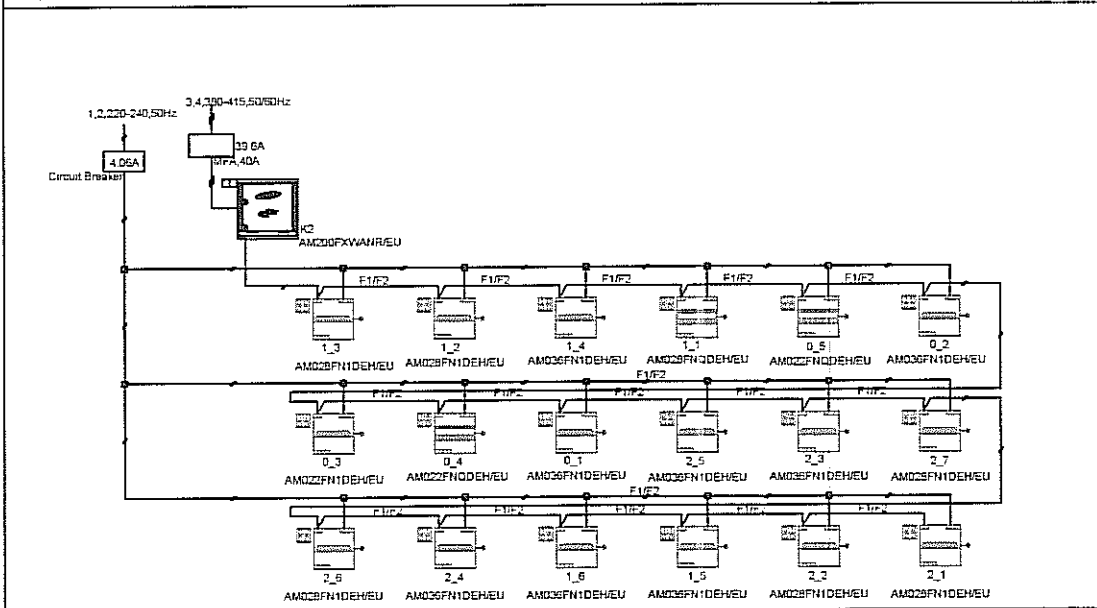 3,4,380-415,50/60Hz
1,2,220-240,50Hz
39.6A
MFA,40A
4.06A
Circuit Breaker
K2
AM200FXWANR/EU
F1/F2 F1/F2 F1/F2 F1/F2 F1/F2
1_3 1_2 1_4 1_1 0_5 0_2
AM028FN1DEH/EU AM028FN1DEH/EU AM036FN1DEH/EU AM028FNQDEH/EU AM022FNQDEH/EU AM036FN1DEH/EU
F1/F2
F1/F2 F1/F2 F1/F2 F1/F2 F1/F2
0_3 0_4 0_1 2_5 2_3 2_7
AM022FN1DEH/EU AM022FNQDEH/EU AM036FN1DEH/EU AM036FN1DEH/EU AM036FN1DEH/EU AM028FN1DEH/EU
F1/F2
F1/F2 F1/F2 F1/F2 F1/F2 F1/F2
2_6 2_4 1_6 1_5 2_2 2_1
AM028FN1DEH/EU AM036FN1DEH/EU AM036FN1DEH/EU AM036FN1DEH/EU AM028FN1DEH/EU AM028FN1DEH/EU